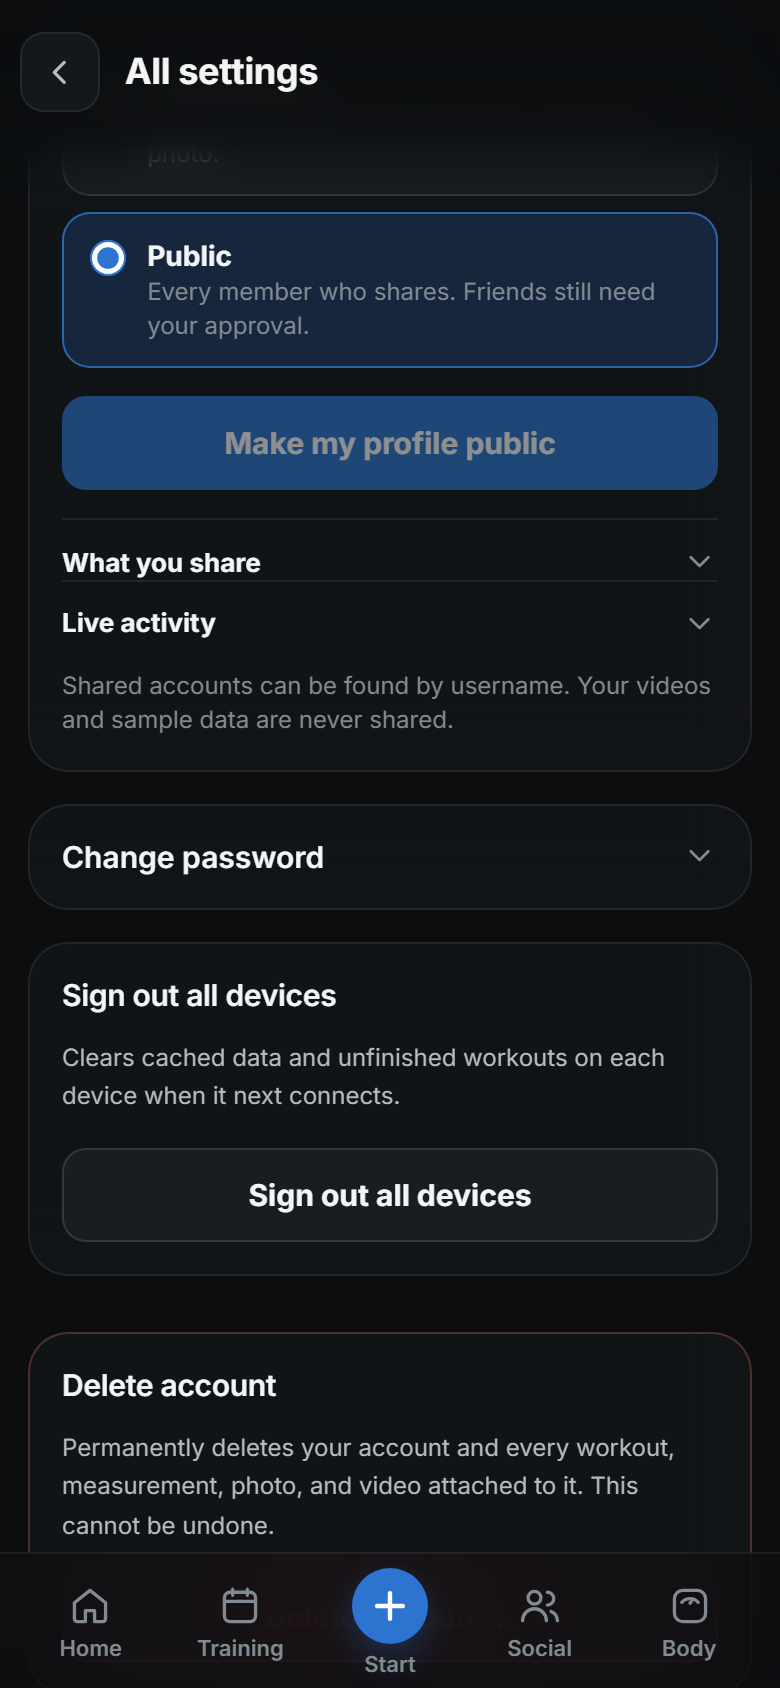 All settings
photo.
Public
Every member who shares. Friends still need
your approval.
Make my profile public
What you share
Live activity
Shared accounts can be found by username. Your videos
and sample data are never shared.
Change password
Sign out all devices
Clears cached data and unfinished workouts on each
device when it next connects.
Sign out all devices
Delete account
Permanently deletes your account and every workout,
measurement, photo, and video attached to it. This
cannot be undone.
Home
Training
Start
Social
Body